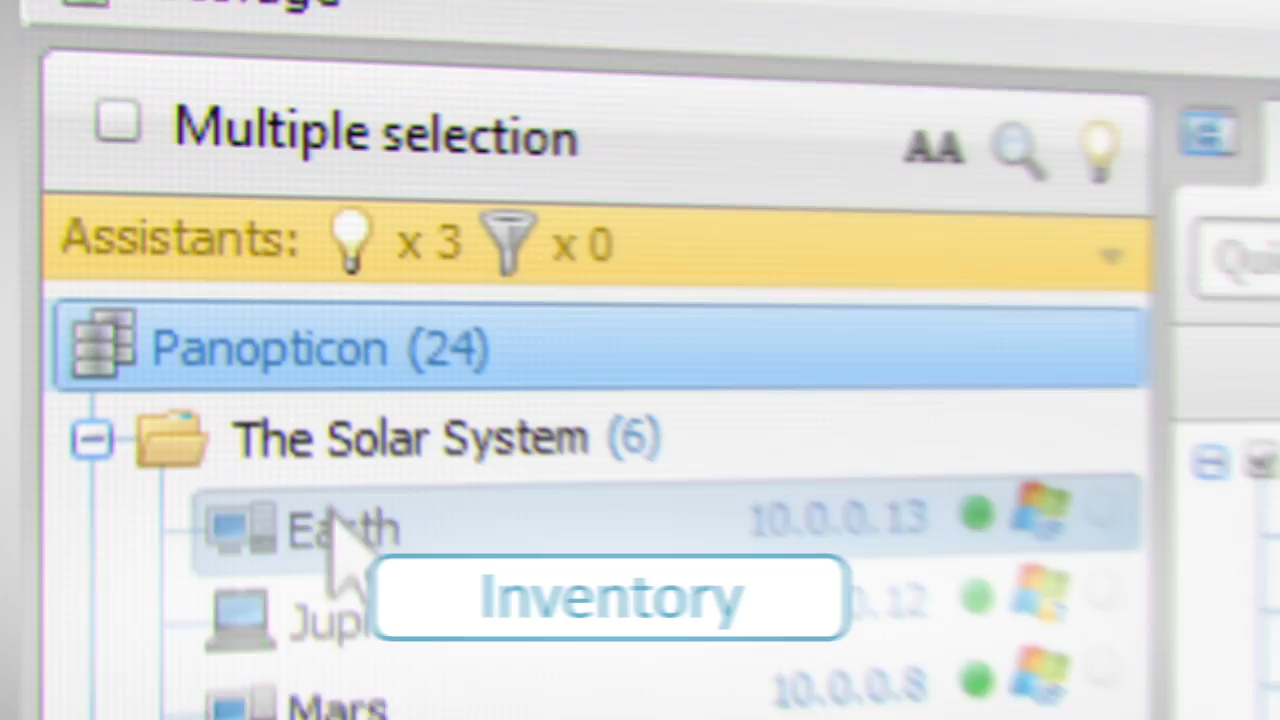 Multiple selection AA
Assistants: x 3 x 0
Panopticon (24)
The Solar System (6)
Earth 10.0.0.13
Inventory
Mars 10.0.0.8